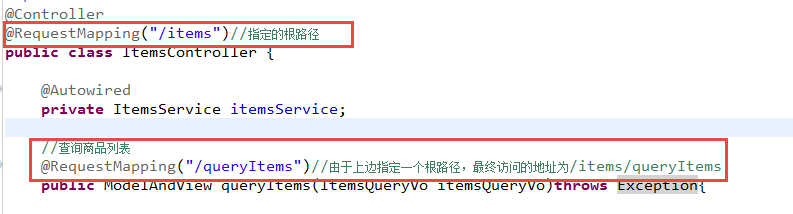 @Controller
@RequestMapping("/items")//指定的根路径
public class ItemsController {
@Autowired
private ItemsService itemsService;
//查询商品列表
@RequestMapping("/queryItems")//由于上边指定一个根路径，最终访问的地址为/items/queryItems
public ModelAndView queryItems(ItemsQueryVo itemsQueryVo)throws Exception{